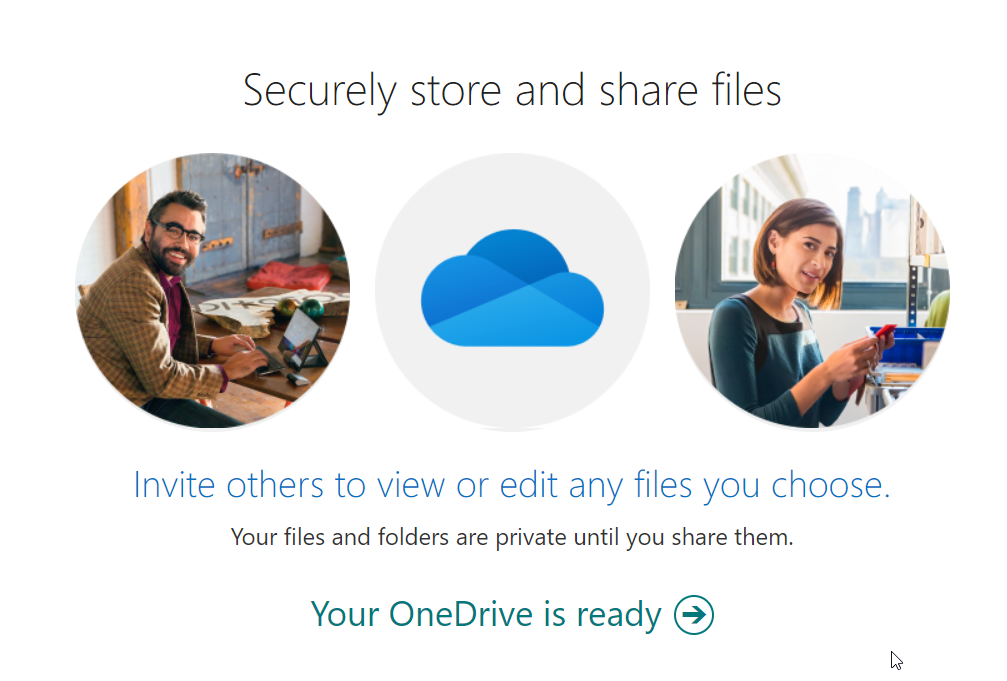 Securely store and share files
Invite others to view or edit any files you choose.
Your files and folders are private until you share them.
Your OneDrive is ready